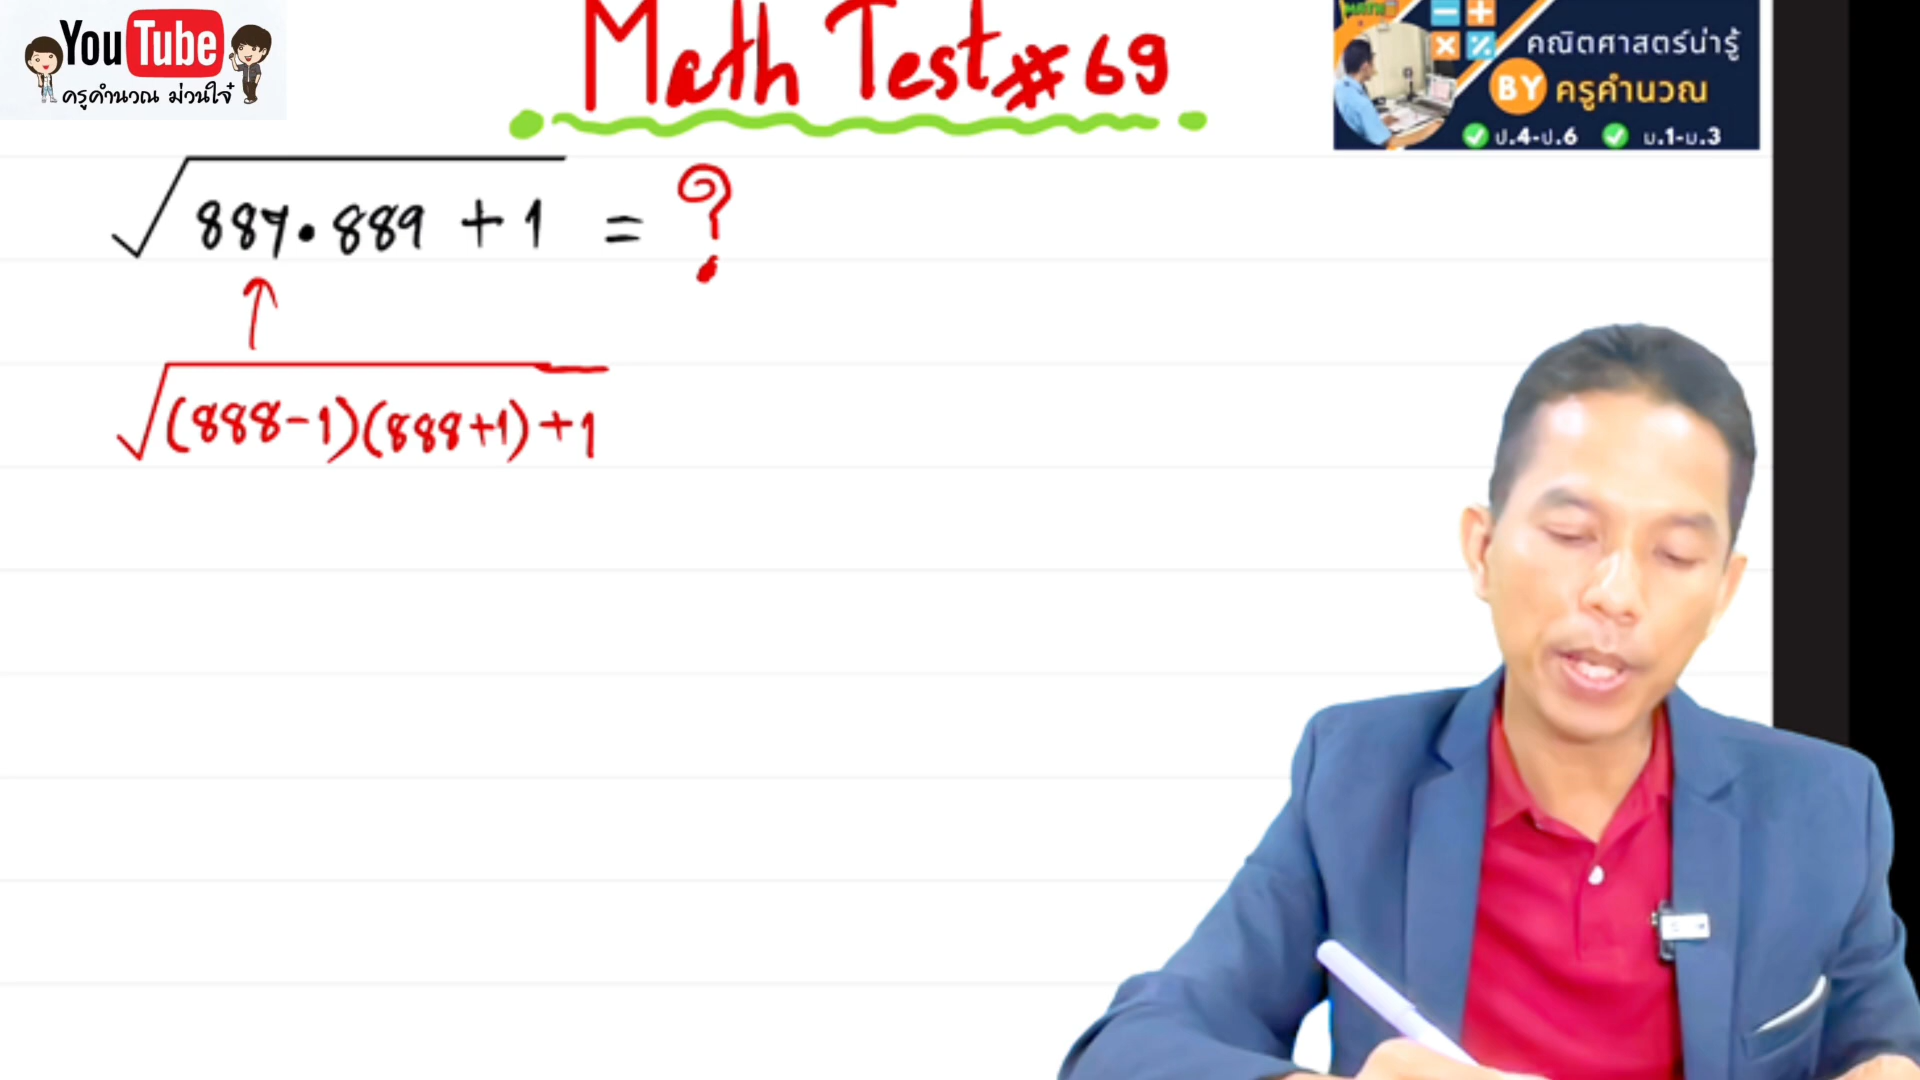 YouTube
ครูคำนวณ ม่วนใจ๋
Math Test #69
MATH
คณิตศาสตร์น่ารู้
BY ครูคำนวณ
ป.4-ป.6 ม.1-ม.3
√887•889 + 1 = ?
√(888-1)(888+1)+1